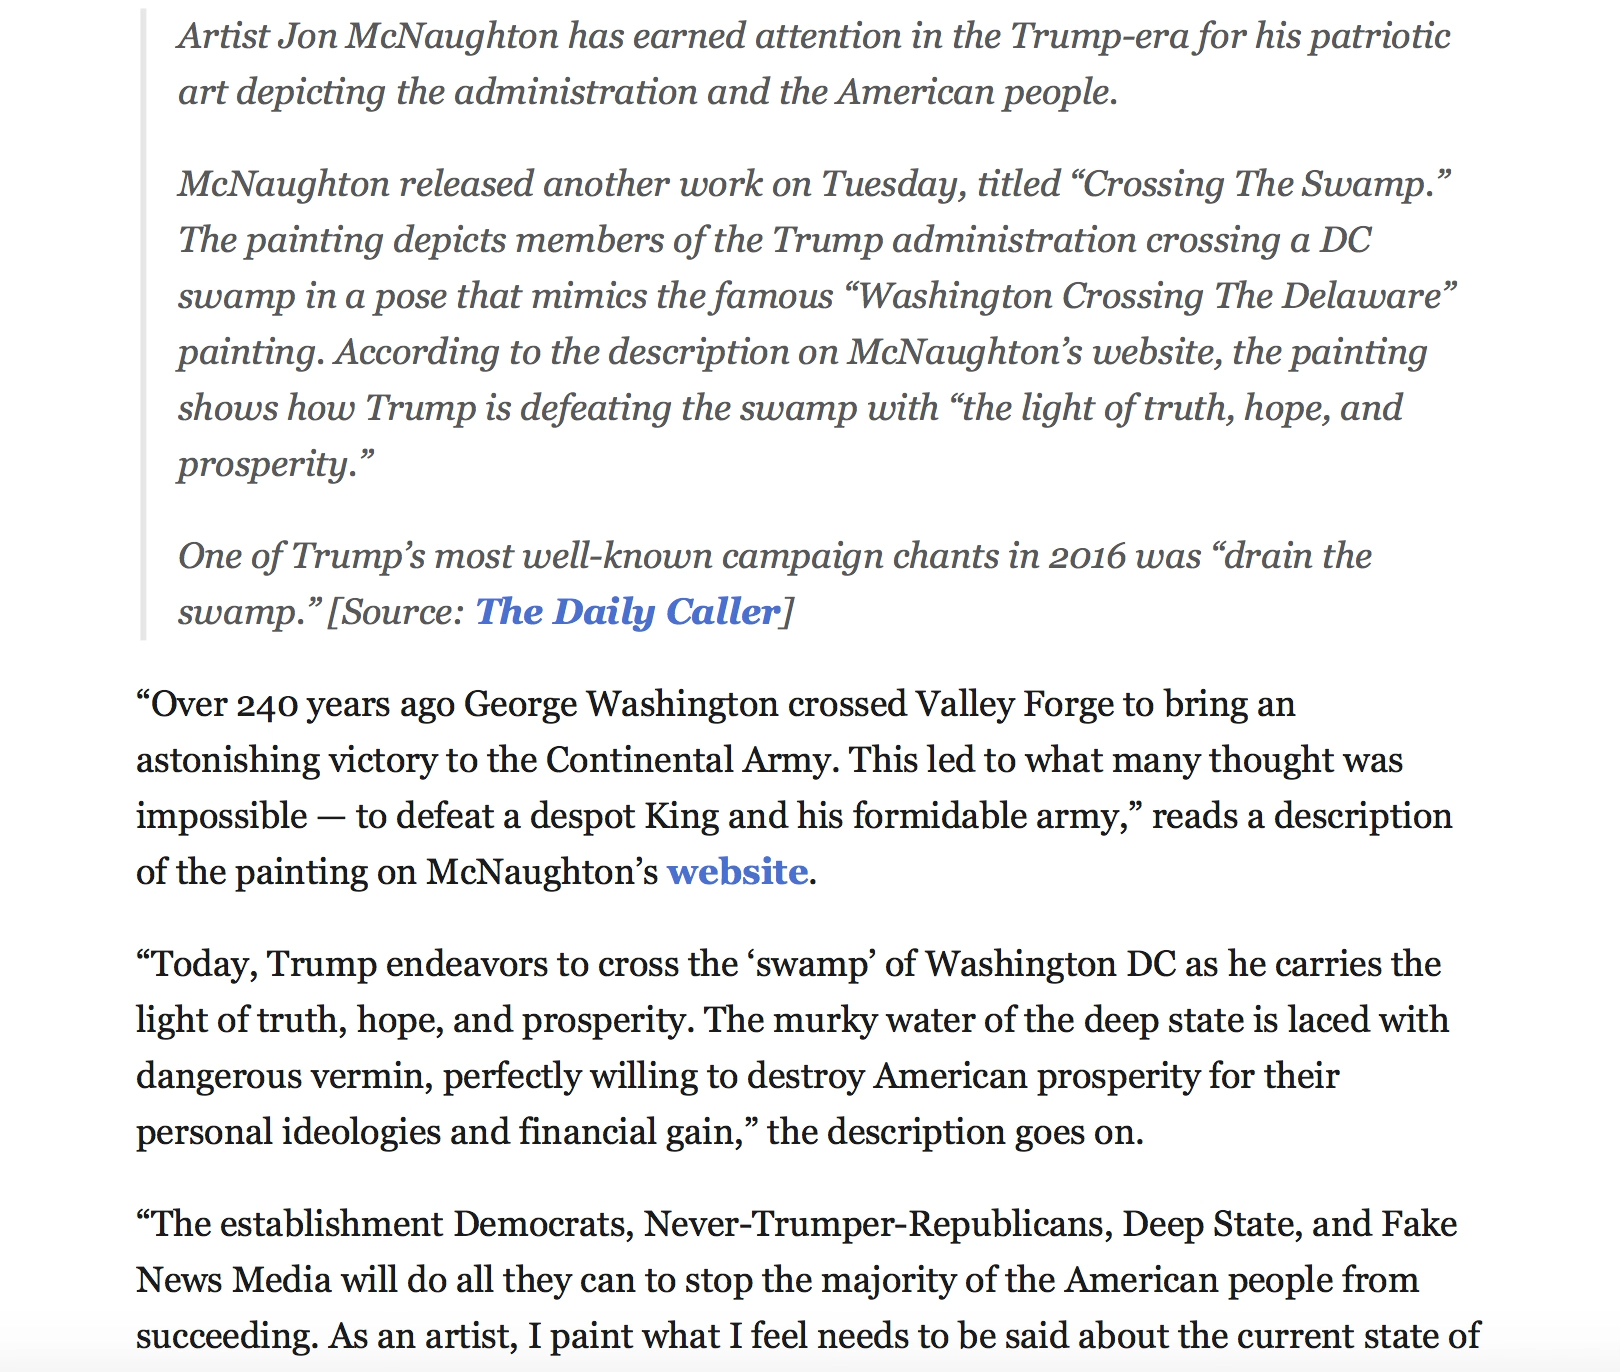 Artist Jon McNaughton has earned attention in the Trump-era for his patriotic
art depicting the administration and the American people.
McNaughton released another work on Tuesday, titled “Crossing The Swamp.”
The painting depicts members of the Trump administration crossing a DC
swamp in a pose that mimics the famous “Washington Crossing The Delaware”
painting. According to the description on McNaughton’s website, the painting
shows how Trump is defeating the swamp with “the light of truth, hope, and
prosperity.”
One of Trump’s most well-known campaign chants in 2016 was “drain the
swamp.” [Source: The Daily Caller]
“Over 240 years ago George Washington crossed Valley Forge to bring an
astonishing victory to the Continental Army. This led to what many thought was
impossible — to defeat a despot King and his formidable army,” reads a description
of the painting on McNaughton’s website.
“Today, Trump endeavors to cross the ‘swamp’ of Washington DC as he carries the
light of truth, hope, and prosperity. The murky water of the deep state is laced with
dangerous vermin, perfectly willing to destroy American prosperity for their
personal ideologies and financial gain,” the description goes on.
“The establishment Democrats, Never-Trumper-Republicans, Deep State, and Fake
News Media will do all they can to stop the majority of the American people from
succeeding. As an artist, I paint what I feel needs to be said about the current state of